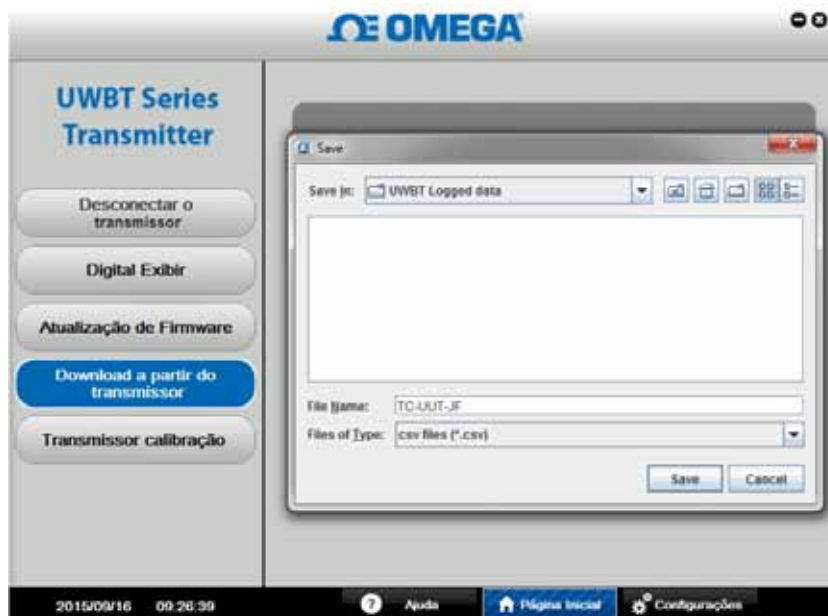 OMEGA
UWBT Series
Transmitter
Desconectar o
transmissor
Digital Exibir
Atualização de Firmware
Download a partir do
transmissor
Transmissor calibração
Save
Save in: UWBT Logged data
File Name: TC-UUT-JF
Files of Type: csv files (*.csv)
Save Cancel
2015/09/16 09:26:39 ? Ajuda Página Inicial Configurações